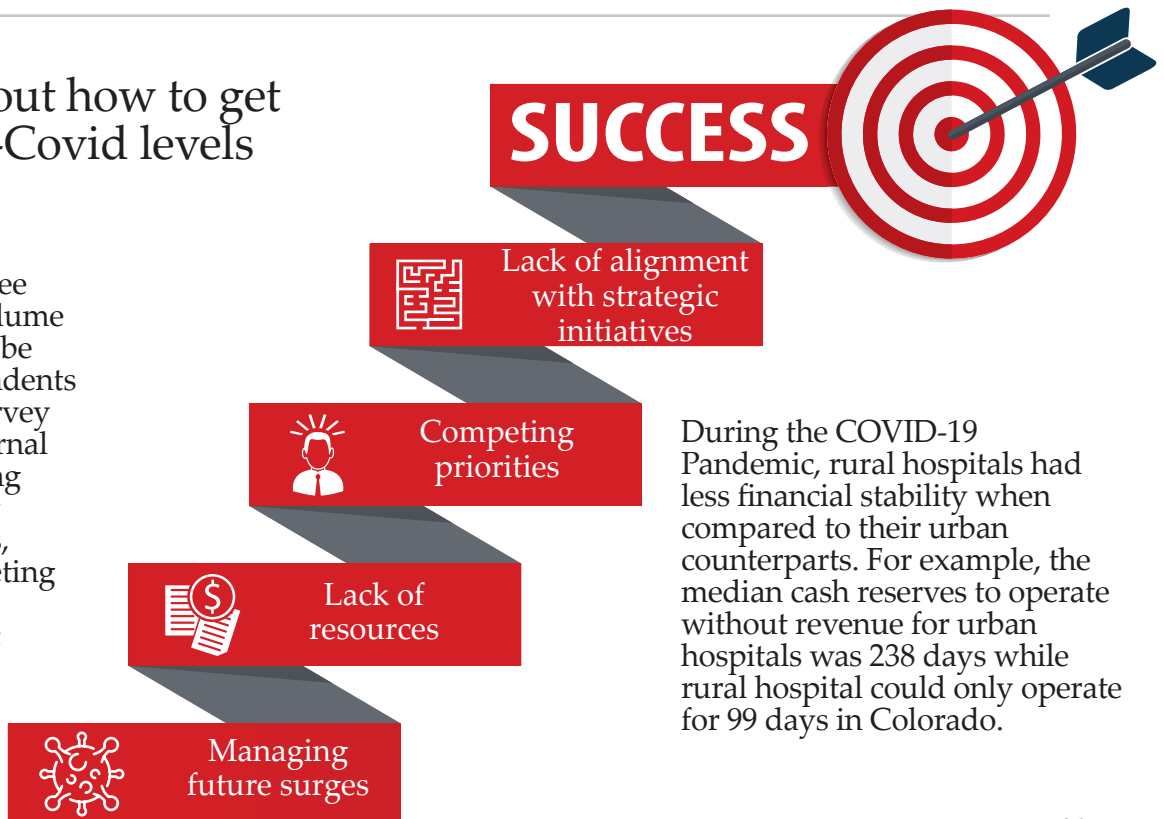 out how to get
-Covid levels
SUCCESS
Lack of alignment
with strategic
initiatives
Competing
priorities
Lack of
resources
$
Managing
future surges
be
During the COVID-19
Pandemic, rural hospitals had
less financial stability when
compared to their urban
counterparts. For example, the
median cash reserves to operate
without revenue for urban
hospitals was 238 days while
rural hospital could only operate
for 99 days in Colorado.